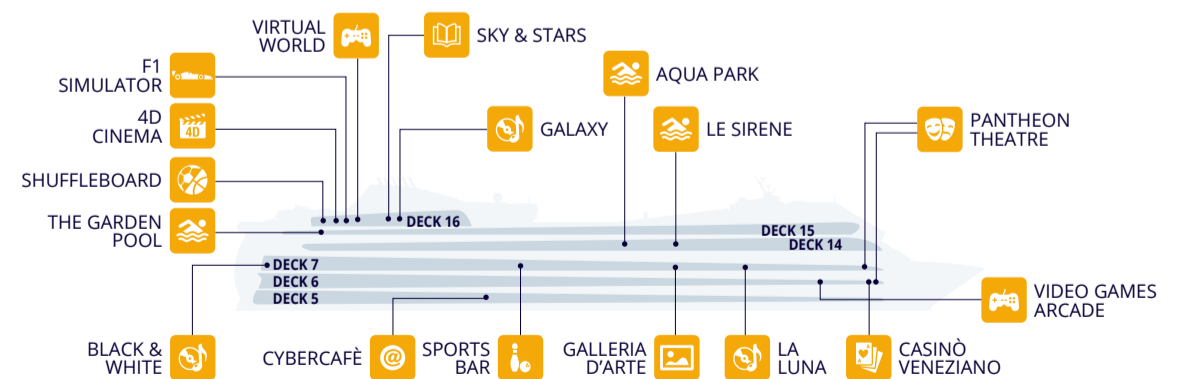 VIRTUAL
WORLD
SKY & STARS
F1
SIMULATOR
AQUA PARK
4D
CINEMA
4D
GALAXY
LE SIRENE
PANTHEON
THEATRE
SHUFFLEBOARD
THE GARDEN
POOL
DECK 16
DECK 15
DECK 14
DECK 7
DECK 6
DECK 5
VIDEO GAMES
ARCADE
BLACK &
WHITE
CYBERCAFÈ
@
SPORTS
BAR
GALLERIA
D'ARTE
LA
LUNA
CASINÒ
VENEZIANO